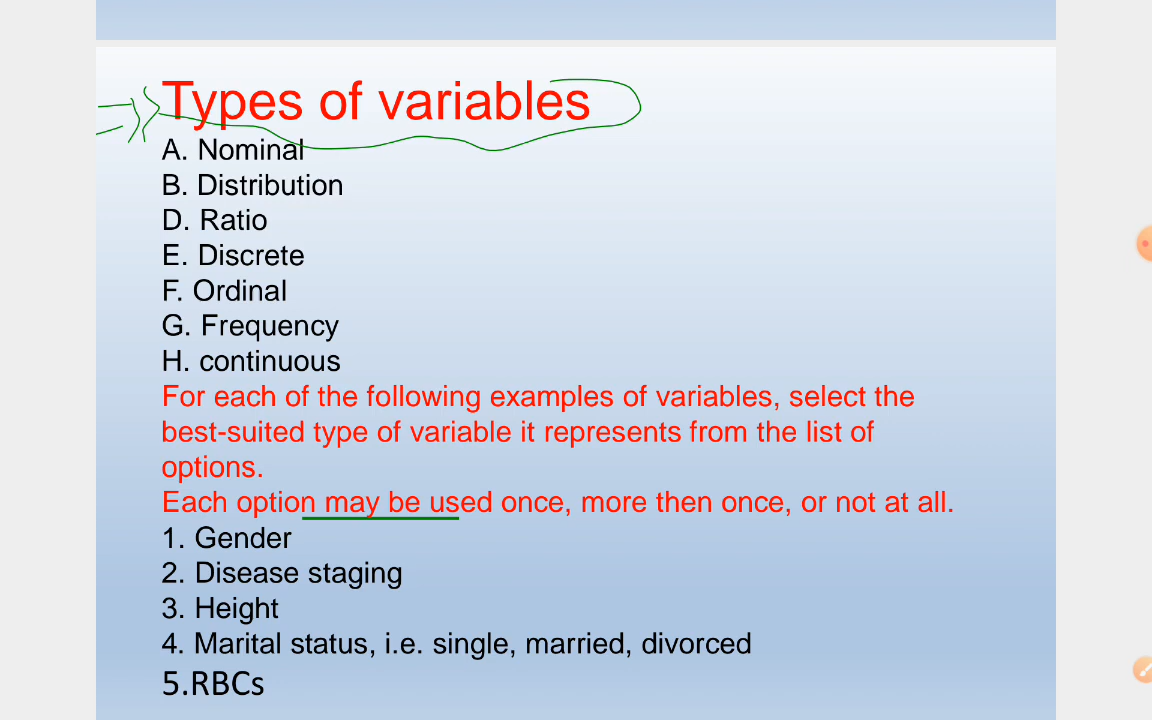 Types of variables
A. Nominal
B. Distribution
D. Ratio
E. Discrete
F. Ordinal
G. Frequency
H. continuous
For each of the following examples of variables, select the
best-suited type of variable it represents from the list of
options.
Each option may be used once, more then once, or not at all.
1. Gender
2. Disease staging
3. Height
4. Marital status, i.e. single, married, divorced
5.RBCs